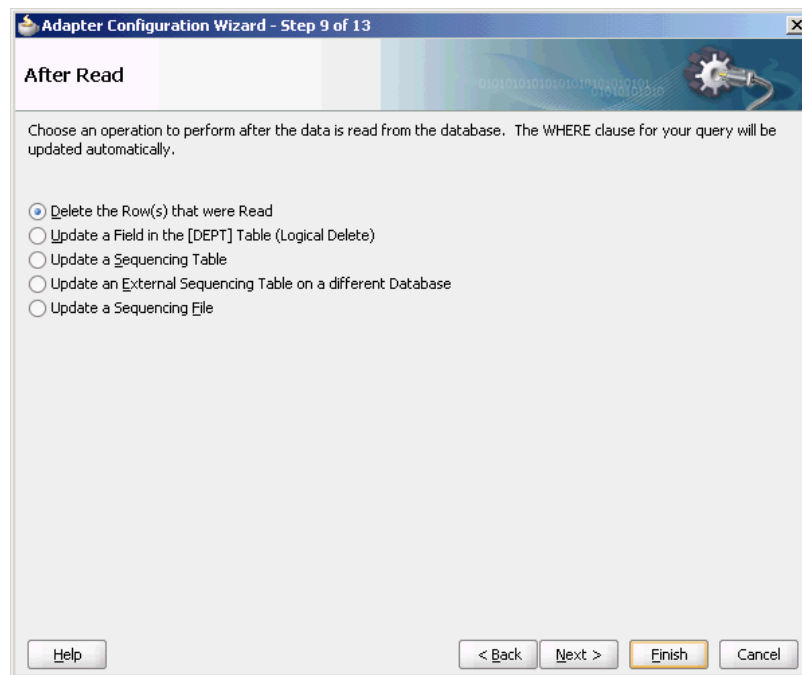 Adapter Configuration Wizard - Step 9 of 13
After Read
Choose an operation to perform after the data is read from the database. The WHERE clause for your query will be
updated automatically.
Delete the Row(s) that were Read
Update a Field in the [DEPT] Table (Logical Delete)
Update a Sequencing Table
Update an External Sequencing Table on a different Database
Update a Sequencing File
Help
< Back
Next >
Finish
Cancel